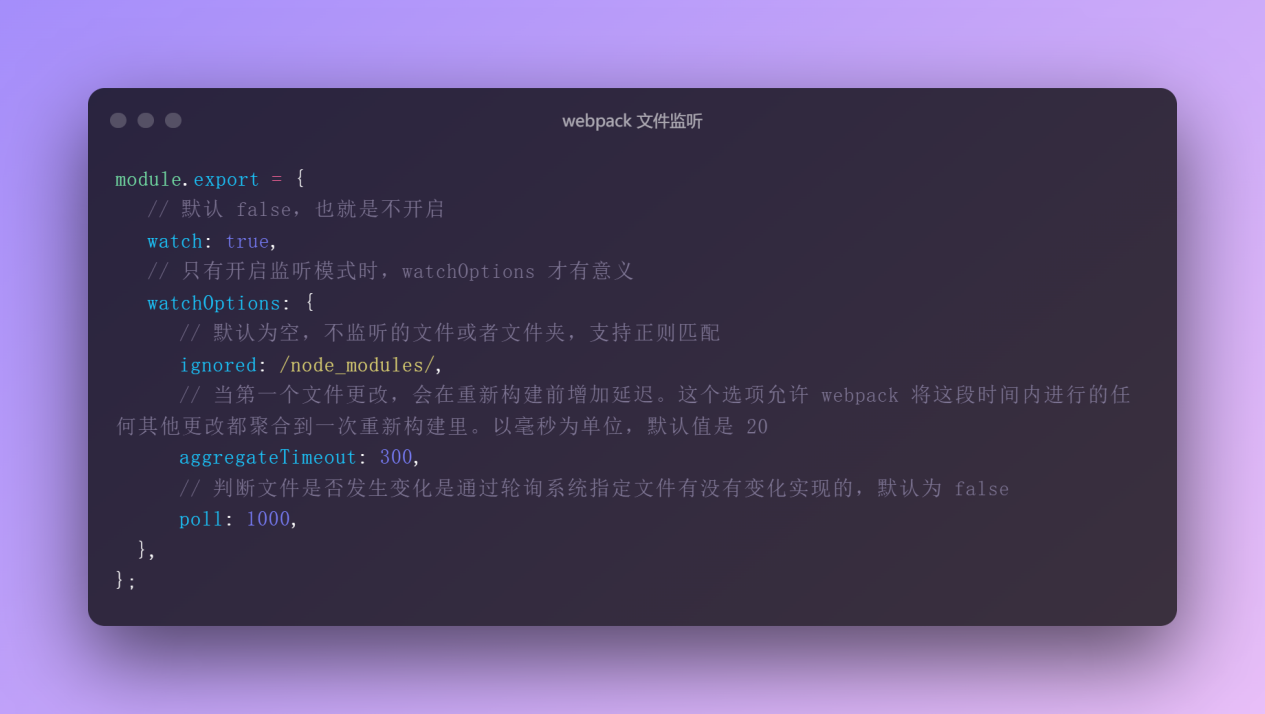 webpack 文件监听
module.export = {
   // 默认 false，也就是不开启
   watch: true,
   // 只有开启监听模式时，watchOptions 才有意义
   watchOptions: {
      // 默认为空，不监听的文件或者文件夹，支持正则匹配
      ignored: /node_modules/,
      // 当第一个文件更改，会在重新构建前增加延迟。这个选项允许 webpack 将这段时间内进行的任
何其他更改都聚合到一次重新构建里。以毫秒为单位，默认值是 20
      aggregateTimeout: 300,
      // 判断文件是否发生变化是通过轮询系统指定文件有没有变化实现的，默认为 false
      poll: 1000,
  },
};